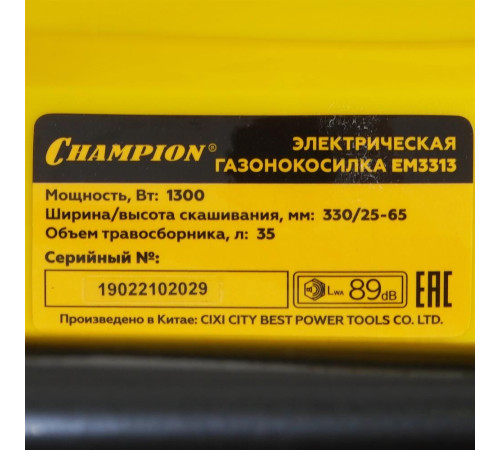 CHAMPION®
ЭЛЕКТРИЧЕСКАЯ
ГАЗОНОКОСИЛКА EM3313
Мощность, Вт: 1300
Ширина/высота скашивания, мм: 330/25-65
Объем травосборника, л: 35
Серийный №:
19022102029
LWA 89dB
EAC
Произведено в Китае: CIXI CITY BEST POWER TOOLS CO. LTD.